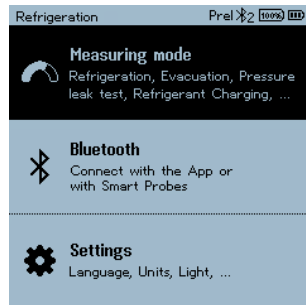 Refrigeration Prel 2 100%
Measuring mode
Refrigeration, Evacuation, Pressure
leak test, Refrigerant Charging, ...
Bluetooth
Connect with the App or
with Smart Probes
Settings
Language, Units, Light, ...